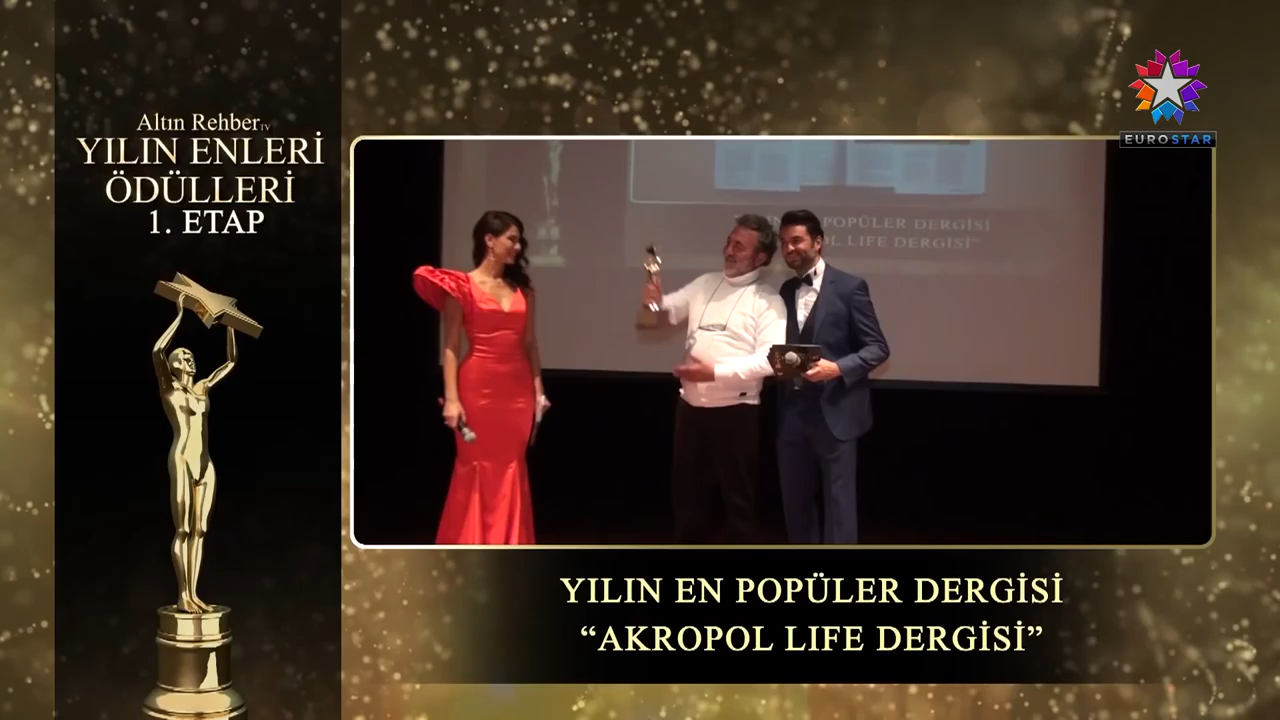 Altın Rehber TV
YILIN ENLERİ
ÖDÜLLERİ
1. ETAP
EUROSTAR
POPÜLER DERGİSİ
LIFE DERGİSİ”
YILIN EN POPÜLER DERGİSİ
“AKROPOL LIFE DERGİSİ”